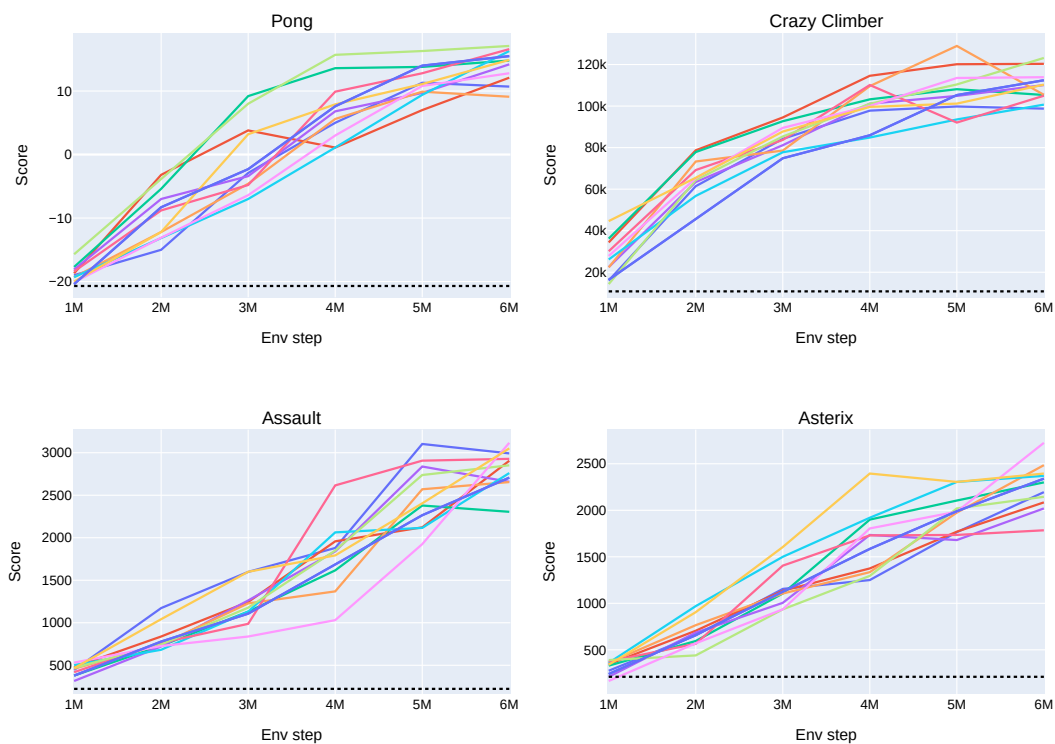 Pong
Score
10
0
−10
−20
1M 2M 3M 4M 5M 6M
Env step
Crazy Climber
Score
120k
100k
80k
60k
40k
20k
1M 2M 3M 4M 5M 6M
Env step
Assault
Score
3000
2500
2000
1500
1000
500
1M 2M 3M 4M 5M 6M
Env step
Asterix
Score
2500
2000
1500
1000
500
1M 2M 3M 4M 5M 6M
Env step